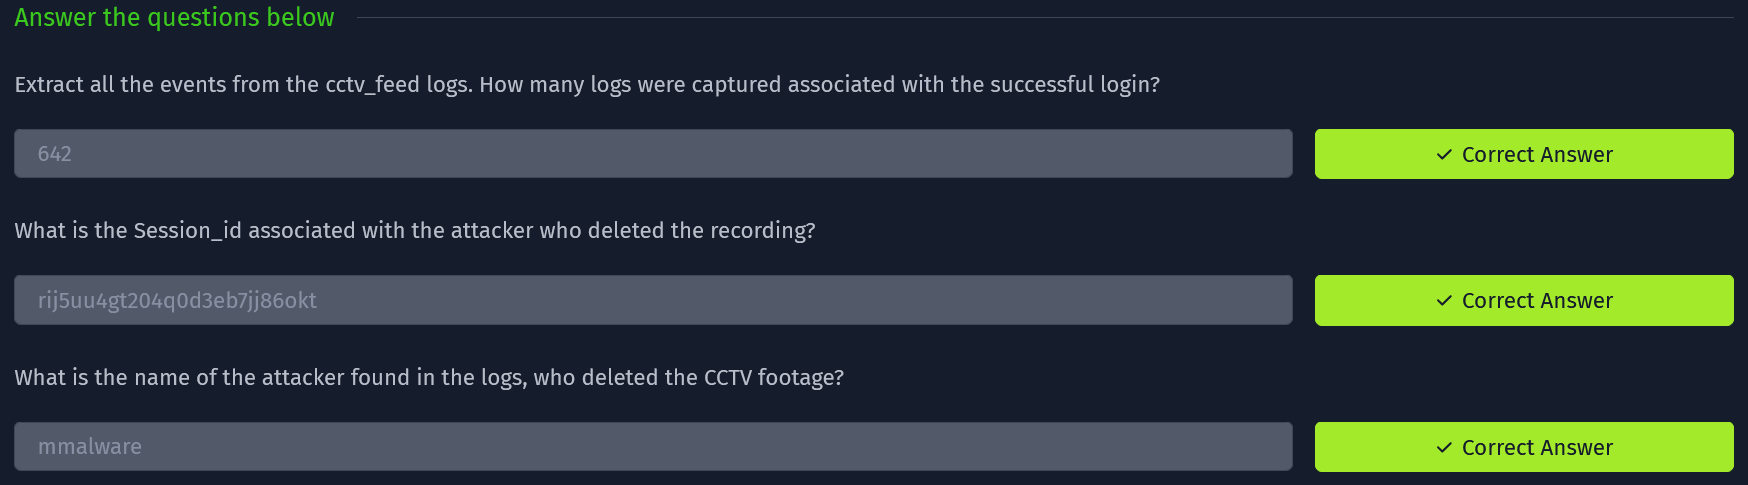 Answer the questions below
Extract all the events from the cctv_feed logs. How many logs were captured associated with the successful login?
642
Correct Answer
What is the Session_id associated with the attacker who deleted the recording?
rij5uu4gt204q0d3eb7jj86okt
Correct Answer
What is the name of the attacker found in the logs, who deleted the CCTV footage?
mmalware
Correct Answer